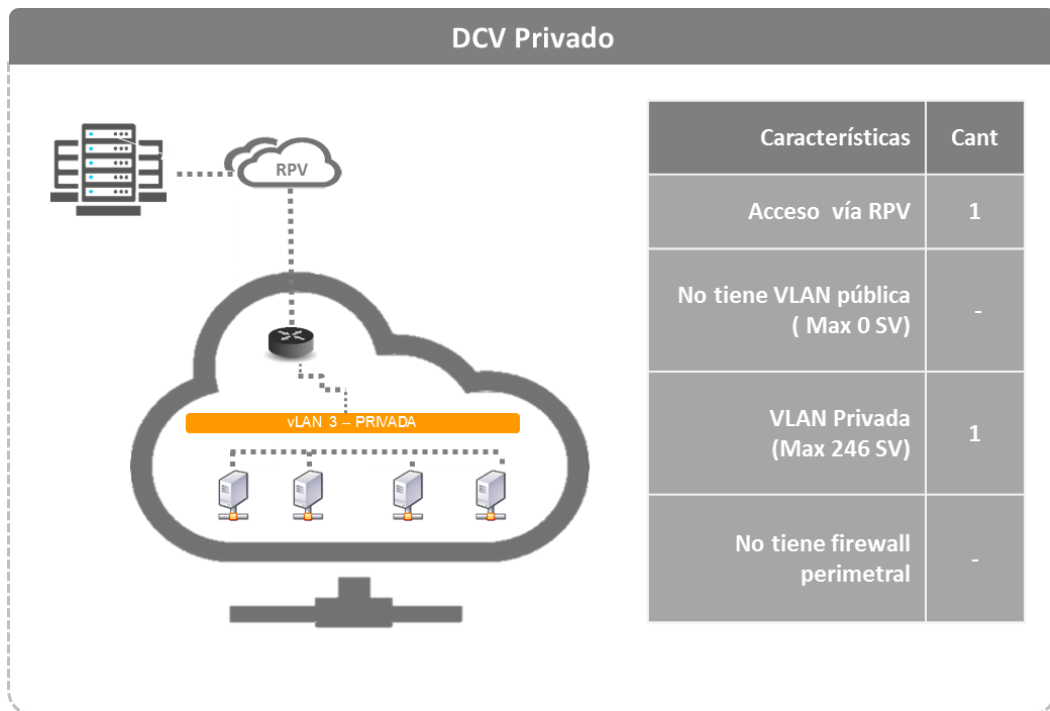 DCV Privado
RPV
vLAN 3 – PRIVADA
Características Cant
Acceso vía RPV 1
No tiene VLAN pública
( Max 0 SV) -
VLAN Privada
(Max 246 SV) 1
No tiene firewall
perimetral -